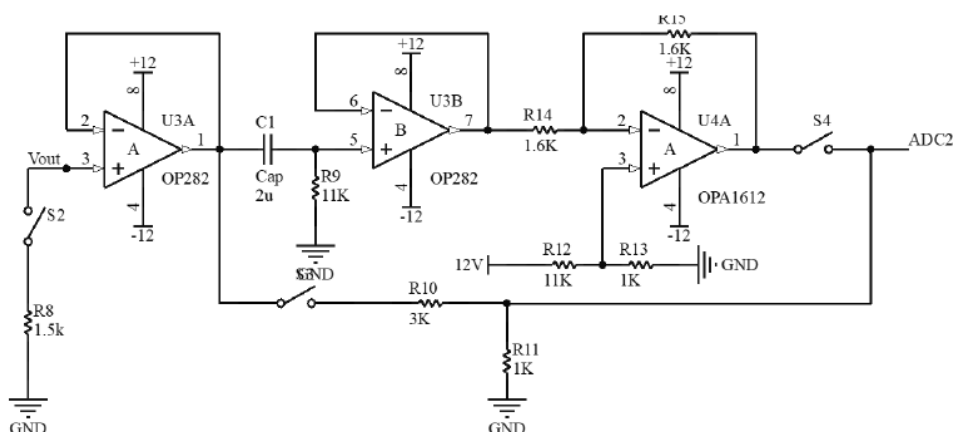 R15
1.6K
+12
+12
+12
8
8
8
2
U3A
1
A
3
Vout
OP282
4
-12
S2
R8
1.5k
GND
C1
Cap
2u
R9
11K
GND
6
U3B
7
B
5
OP282
4
-12
R14
1.6K
2
U4A
1
A
3
OPA1612
4
-12
S4
ADC2
12V
R12
11K
R13
1K
GND
R10
3K
R11
1K
GND